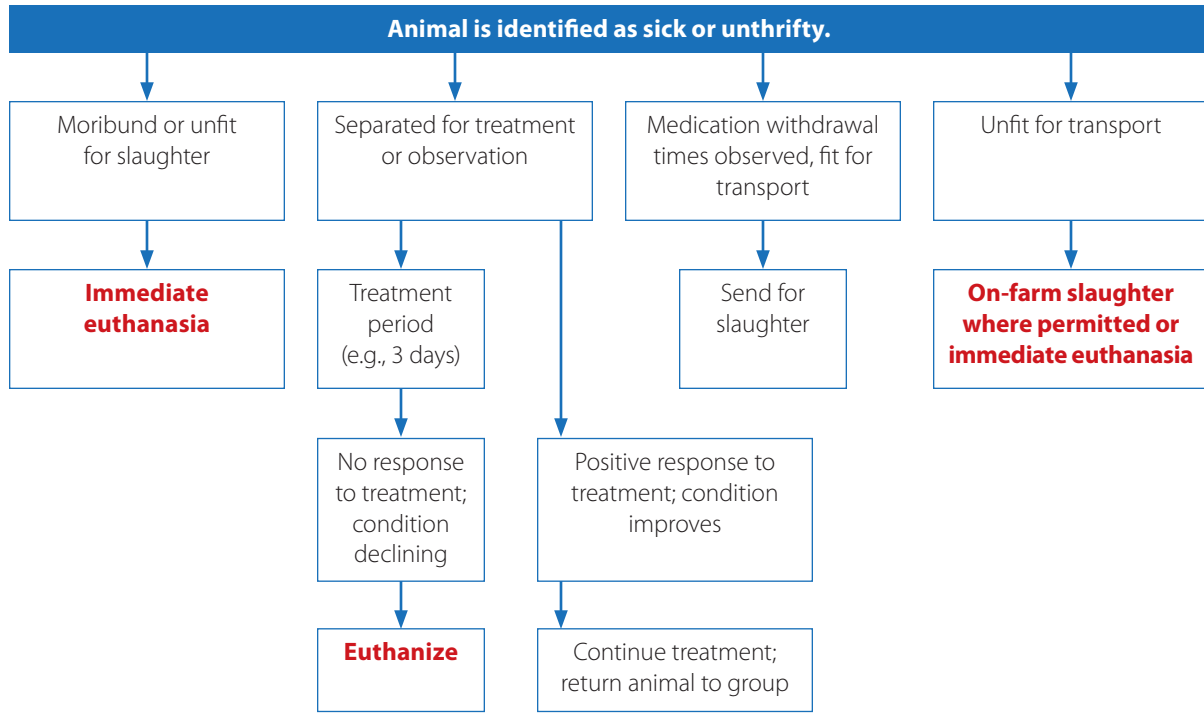 Animal is identified as sick or unthrifty.
Moribund or unfit
for slaughter
Separated for treatment
or observation
Medication withdrawal
times observed, fit for
transport
Unfit for transport
Immediate
euthanasia
Treatment
period
(e.g., 3 days)
Send for
slaughter
On-farm slaughter
where permitted or
immediate euthanasia
No response
to treatment;
condition
declining
Positive response to
treatment; condition
improves
Euthanize
Continue treatment;
return animal to group